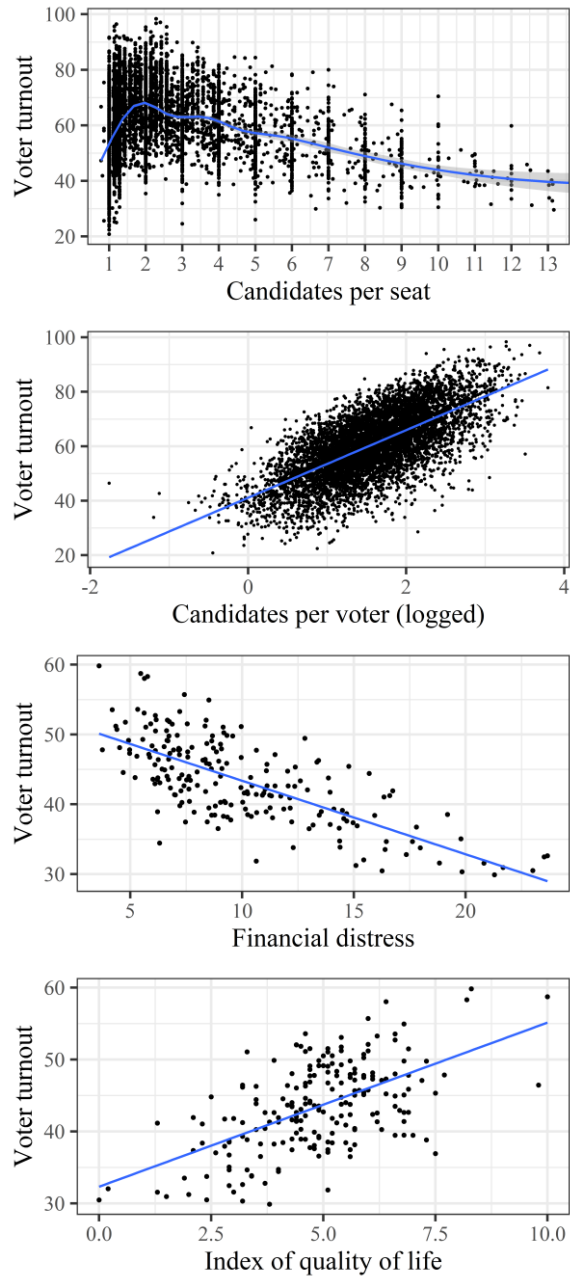 Voter turnout
100
80
60
40
20
1 2 3 4 5 6 7 8 9 10 11 12 13
Candidates per seat
Voter turnout
100
80
60
40
20
-2 0 2 4
Candidates per voter (logged)
Voter turnout
60
50
40
30
5 10 15 20
Financial distress
Voter turnout
60
50
40
30
0.0 2.5 5.0 7.5 10.0
Index of quality of life